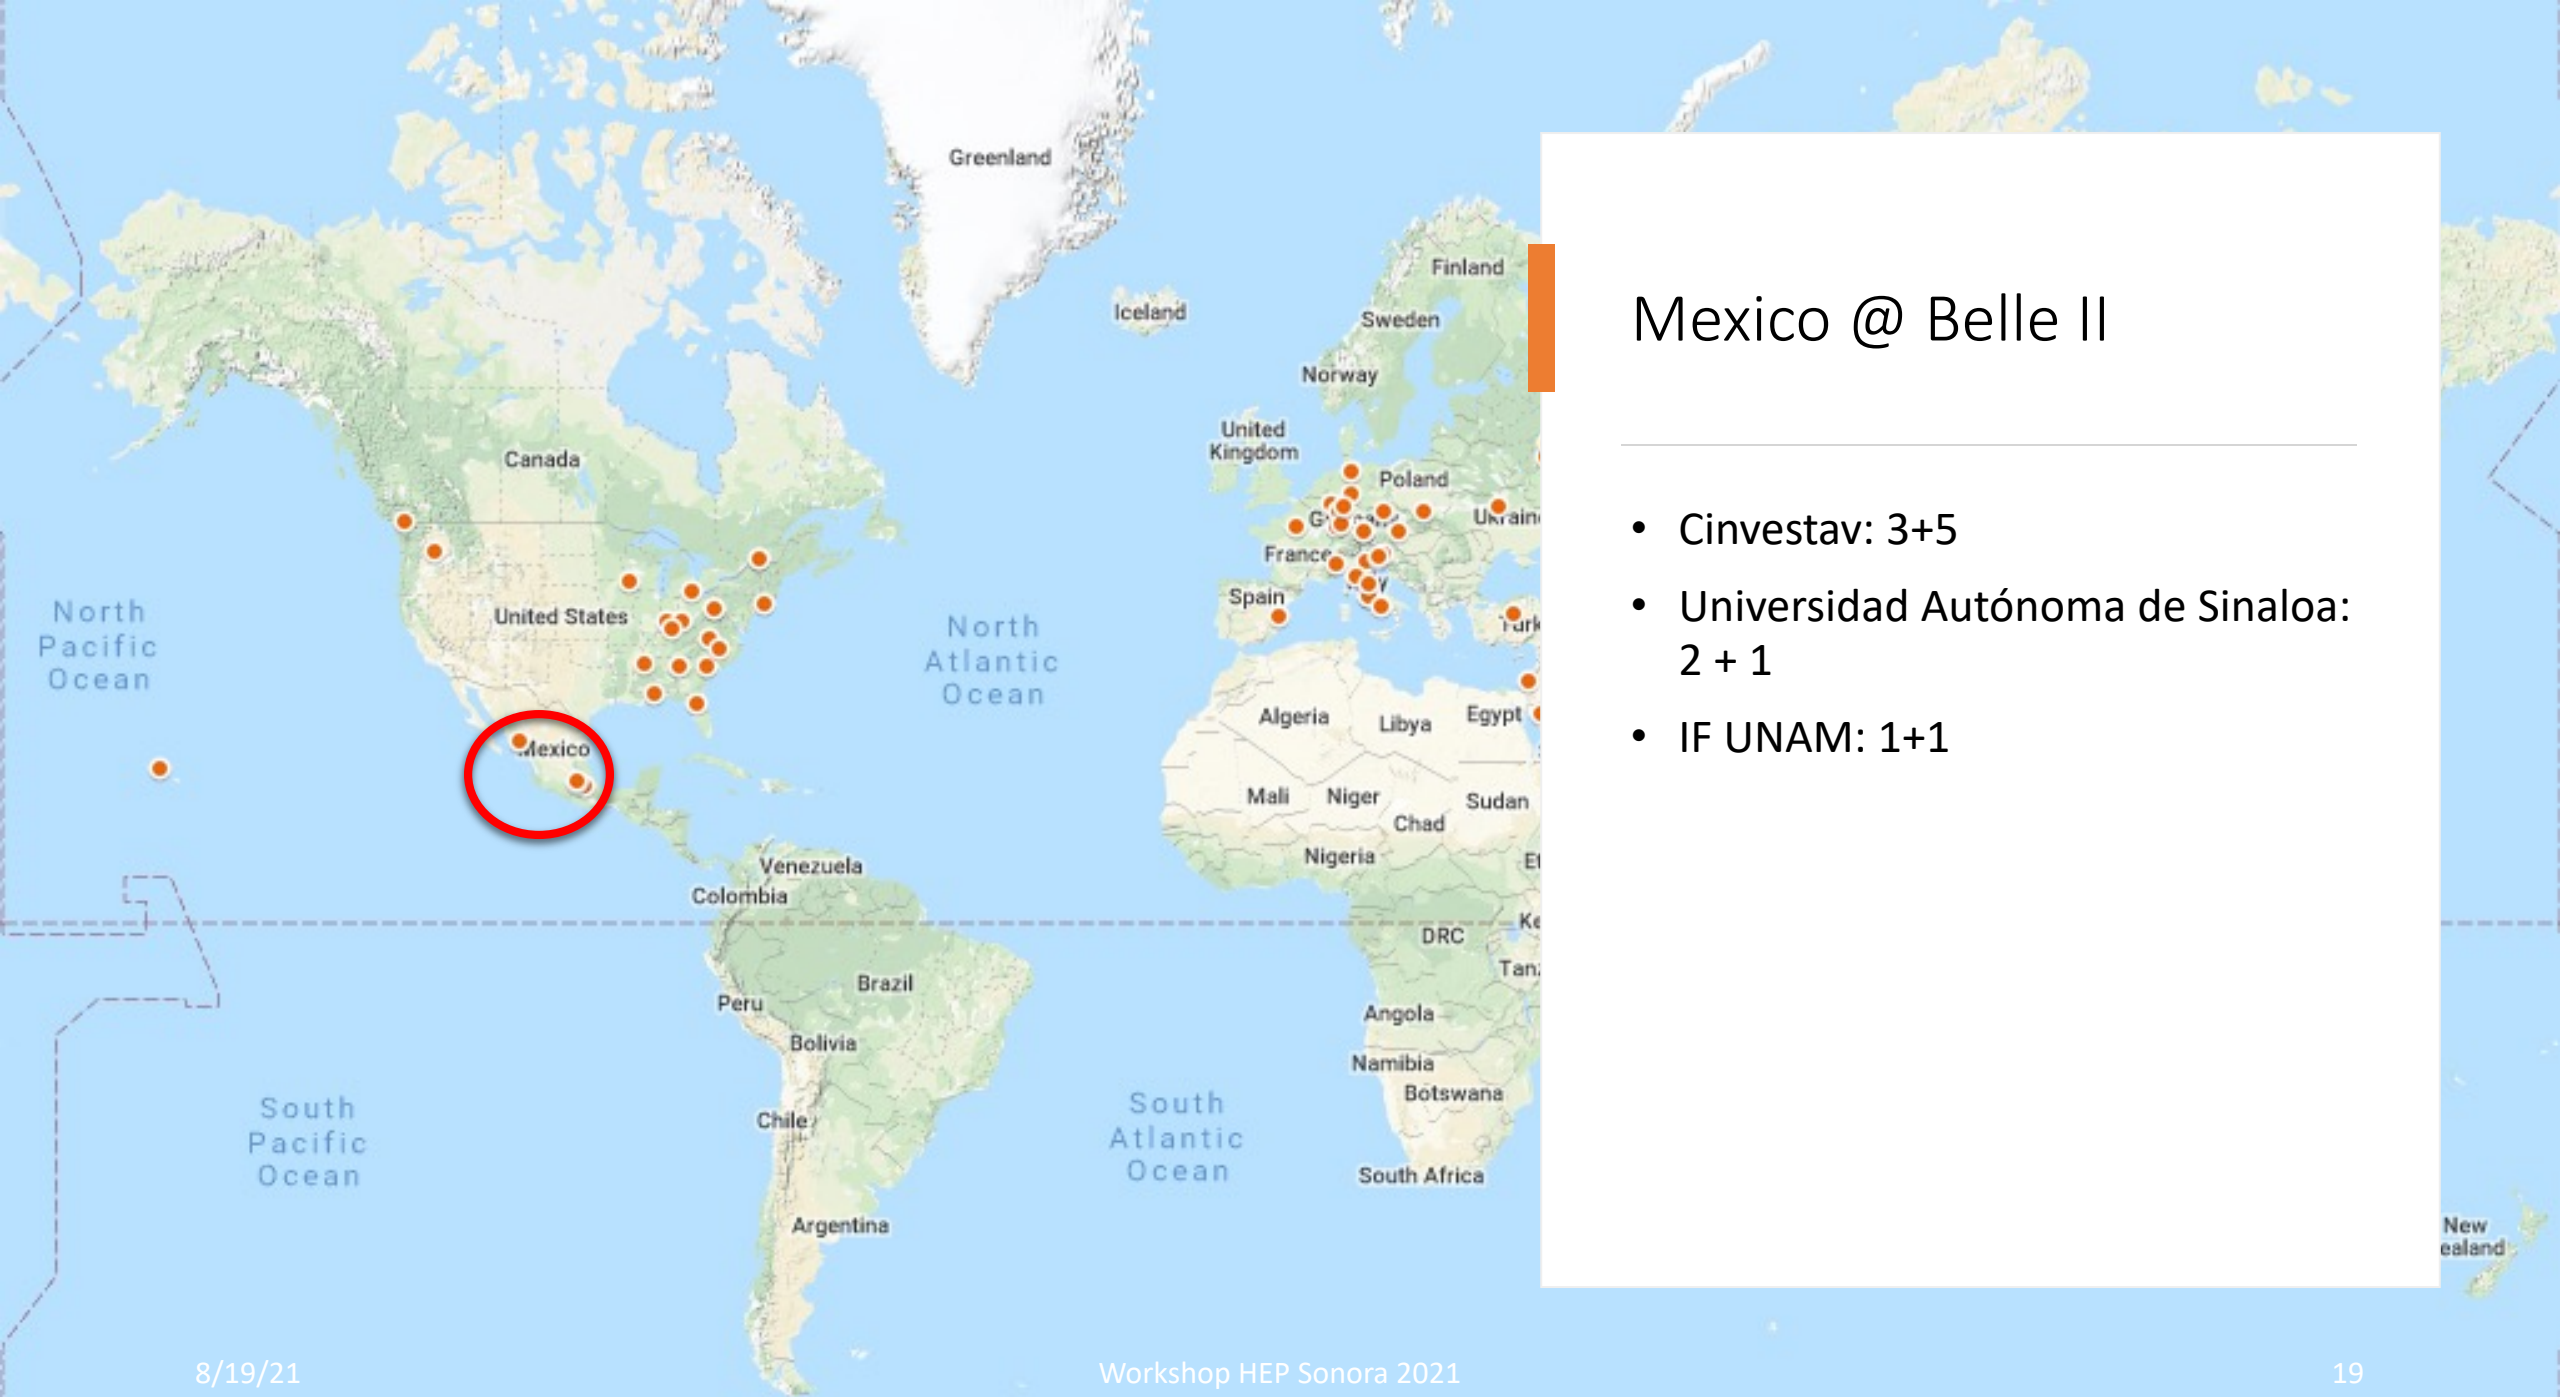 Greenland
Finland
Iceland
Sweden
Norway
United
Kingdom
Canada
Poland
France
Spain
United States
North
Pacific
Ocean
North
Atlantic
Ocean
Mexico
Algeria
Libya
Egypt
Mali
Niger
Sudan
Chad
Nigeria
Venezuela
Colombia
DRC
Brazil
Peru
Angola
Bolivia
Namibia
Botswana
Chile
South
Pacific
Ocean
South
Atlantic
Ocean
South Africa
Argentina
New
ealand
Mexico @ Belle II
• Cinvestav: 3+5
• Universidad Autónoma de Sinaloa:
2 + 1
• IF UNAM: 1+1
8/19/21
Workshop HEP Sonora 2021
19